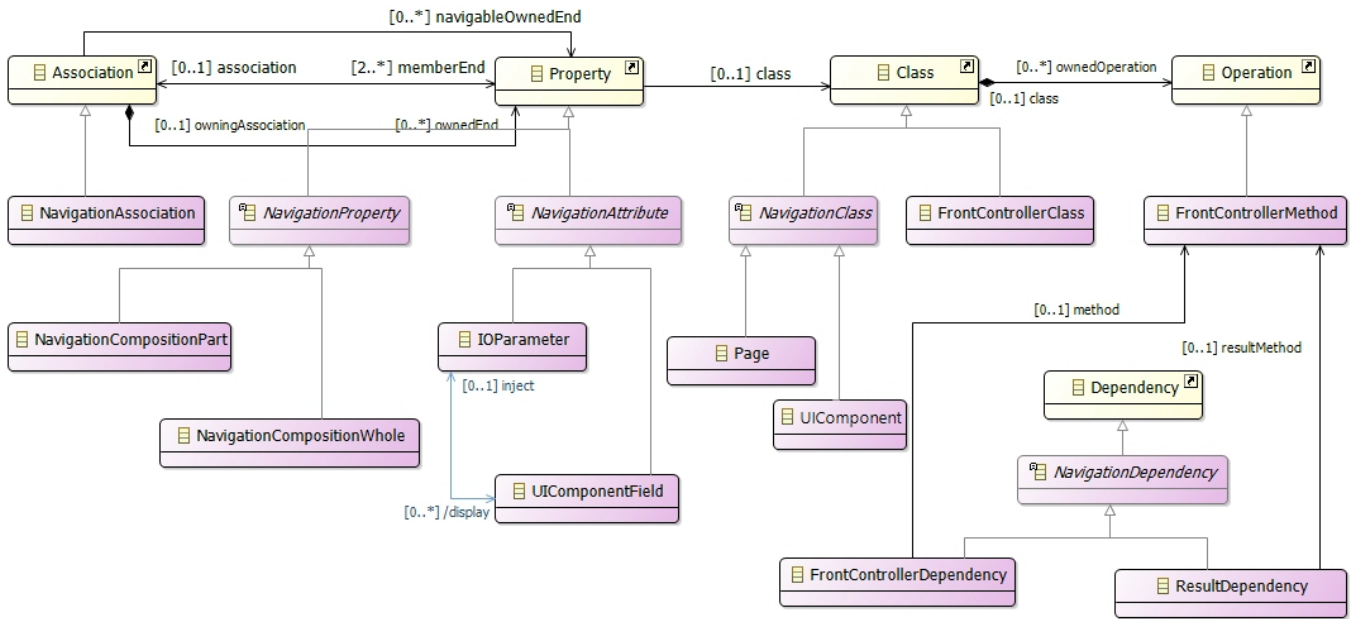 [0..*] navigableOwnedEnd
Association
[0..1] association
[2..*] memberEnd
Property
[0..1] class
Class
[0..*] ownedOperation
[0..1] class
Operation
[0..1] owningAssociation
[0..*] ownedEnd
NavigationAssociation
NavigationProperty
NavigationAttribute
NavigationClass
FrontControllerClass
FrontControllerMethod
[0..1] method
NavigationCompositionPart
IOParameter
Page
[0..1] resultMethod
[0..1] inject
Dependency
UIComponent
NavigationCompositionWhole
NavigationDependency
UIComponentField
[0..*] /display
FrontControllerDependency
ResultDependency